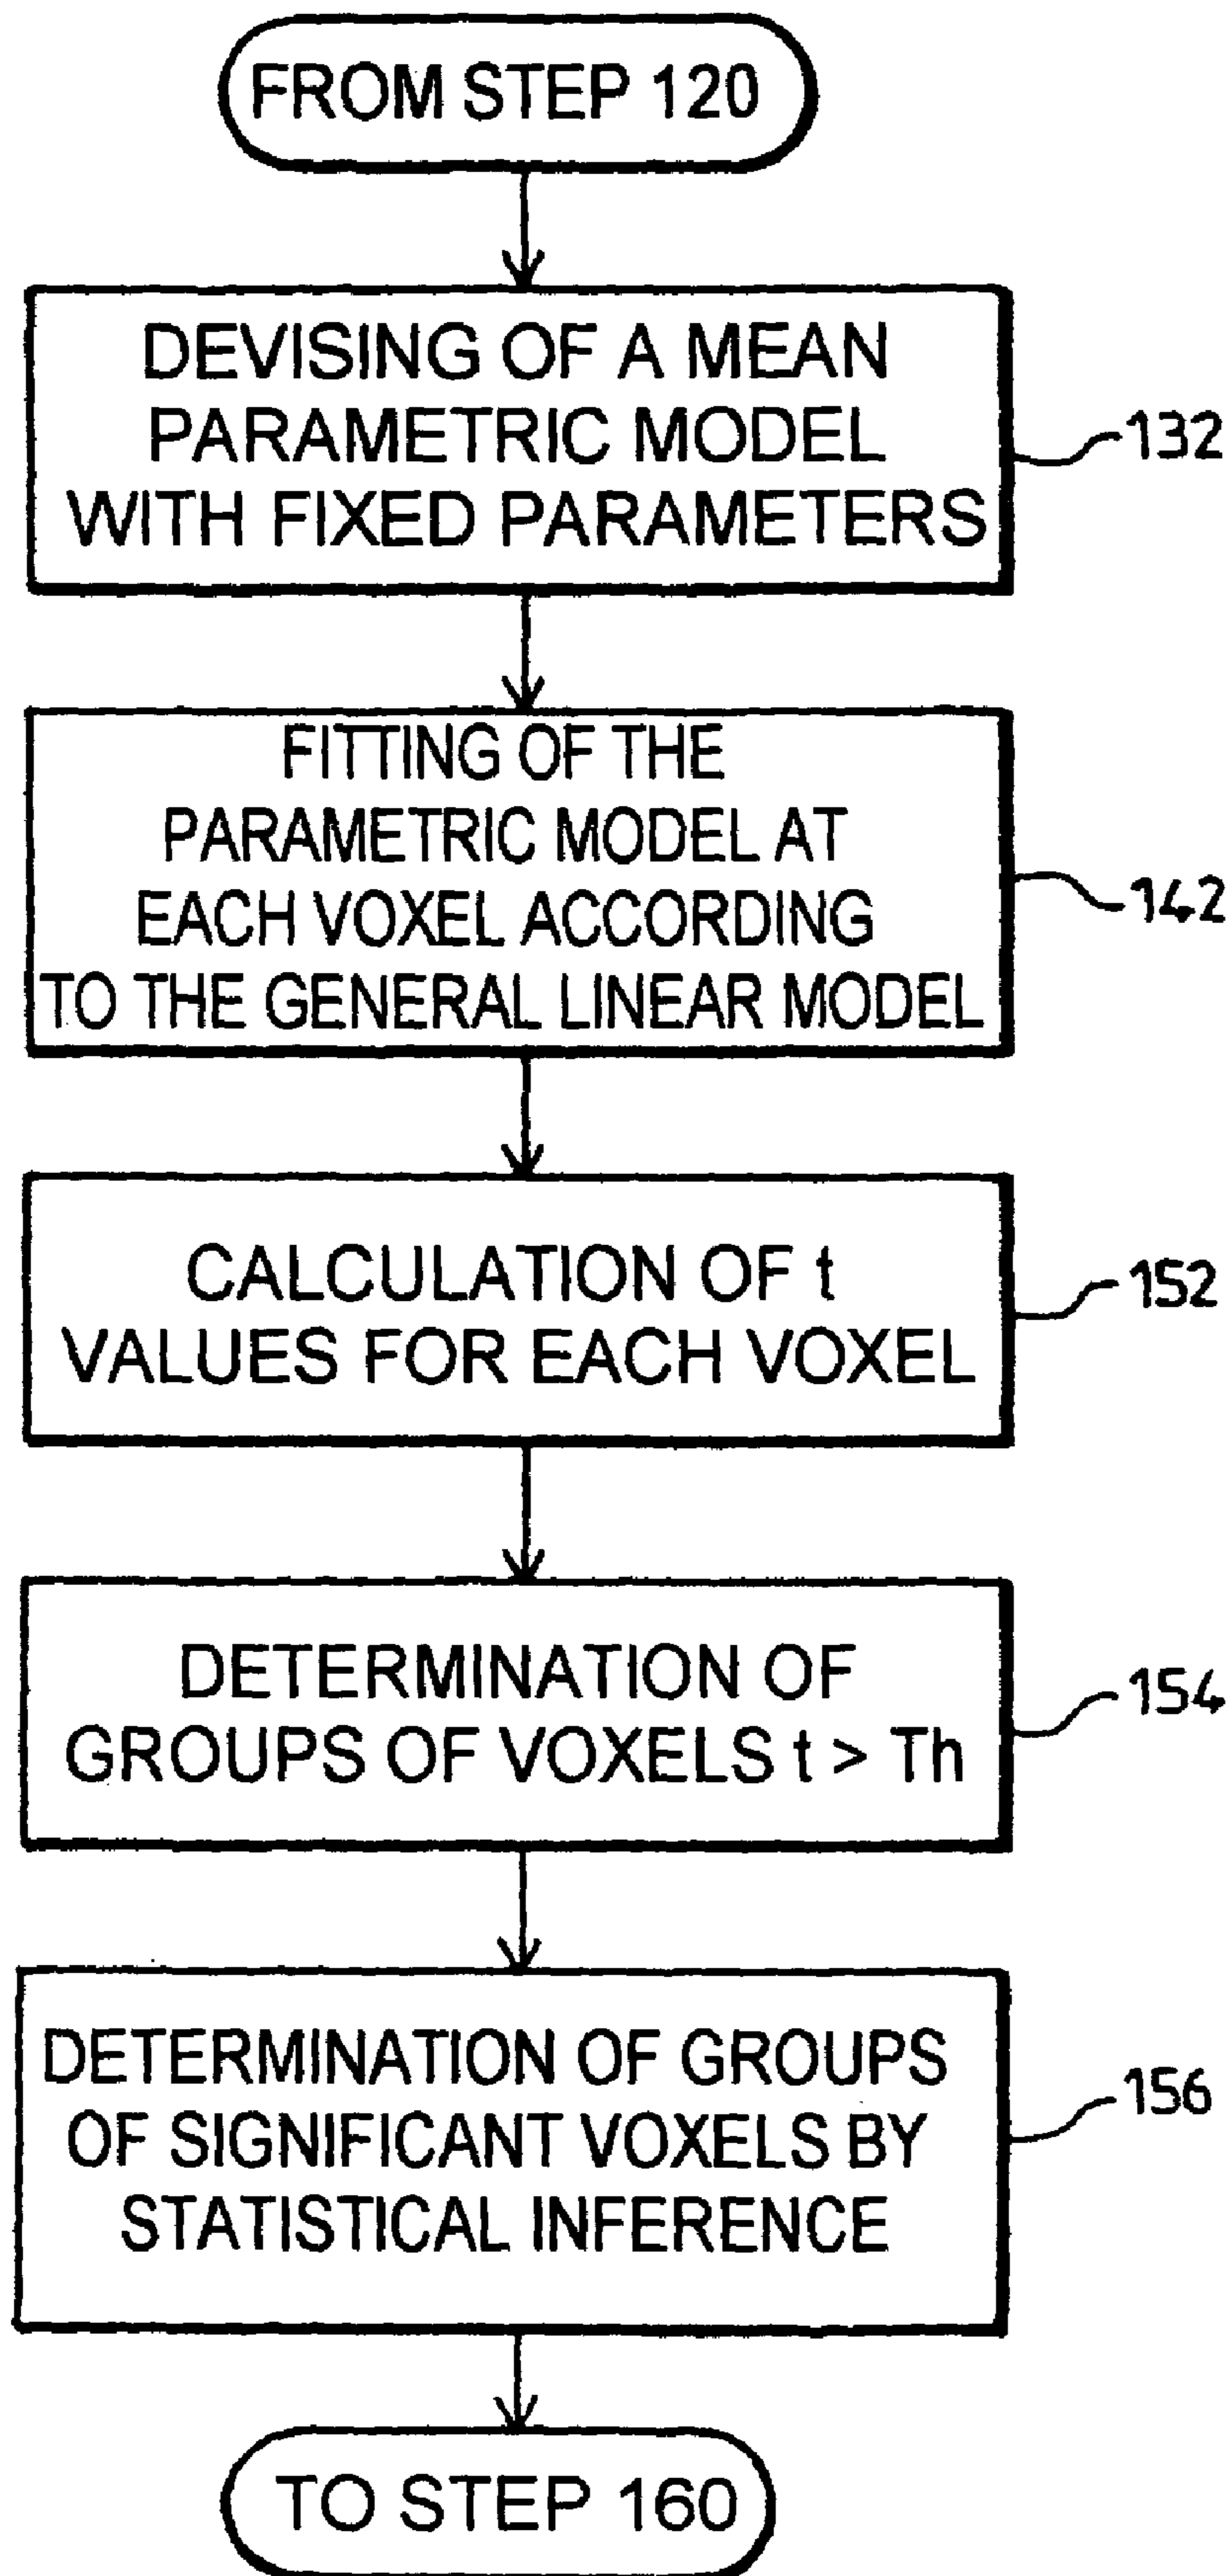 FROM STEP 120
DEVISING OF A MEAN
PARAMETRIC MODEL
WITH FIXED PARAMETERS
132
FITTING OF THE
PARAMETRIC MODEL AT
EACH VOXEL ACCORDING
TO THE GENERAL LINEAR MODEL
142
CALCULATION OF t
VALUES FOR EACH VOXEL
152
DETERMINATION OF
GROUPS OF VOXELS t > Th
154
DETERMINATION OF GROUPS
OF SIGNIFICANT VOXELS BY
STATISTICAL INFERENCE
156
TO STEP 160